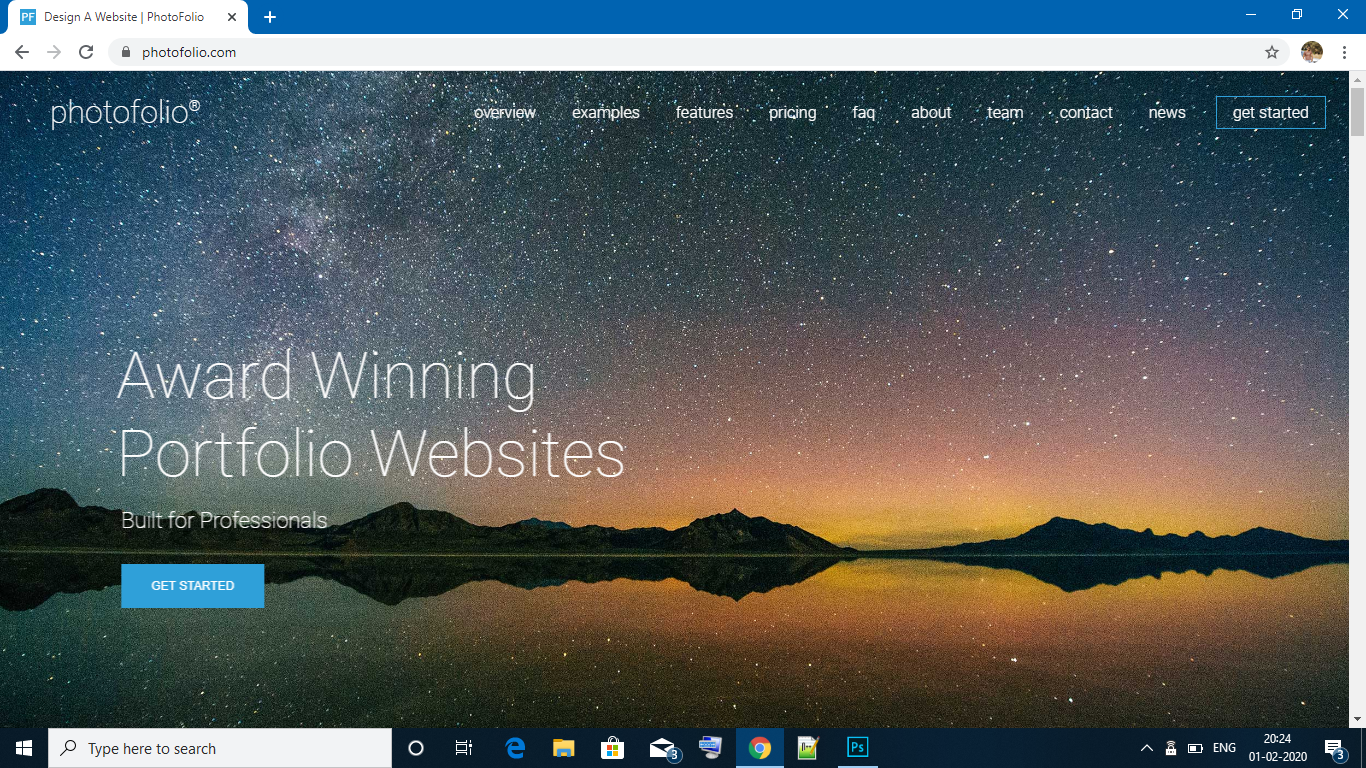 PF Design A Website | PhotoFolio
photofolio.com
photofolio®
overview examples features pricing faq about team contact news get started
Award Winning
Portfolio Websites
Built for Professionals
GET STARTED
Type here to search
3
Ps
ENG
20:24
01-02-2020
3